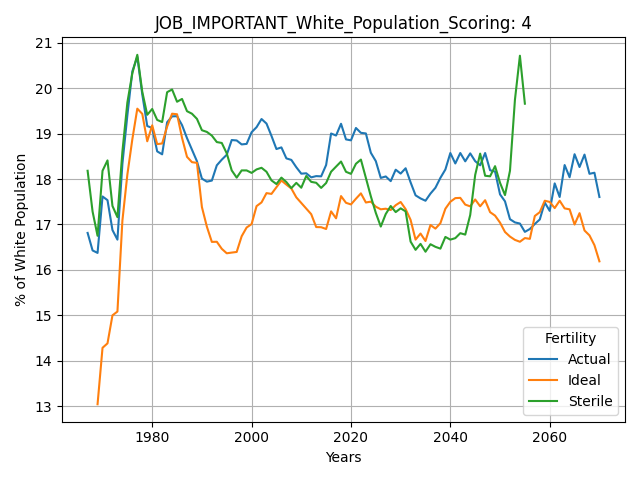 JOB_IMPORTANT_White_Population_Scoring: 4
21
20
19
18
17
16
15
14
13
% of White Population
1980
2000
2020
2040
2060
Years
Fertility
Actual
Ideal
Sterile